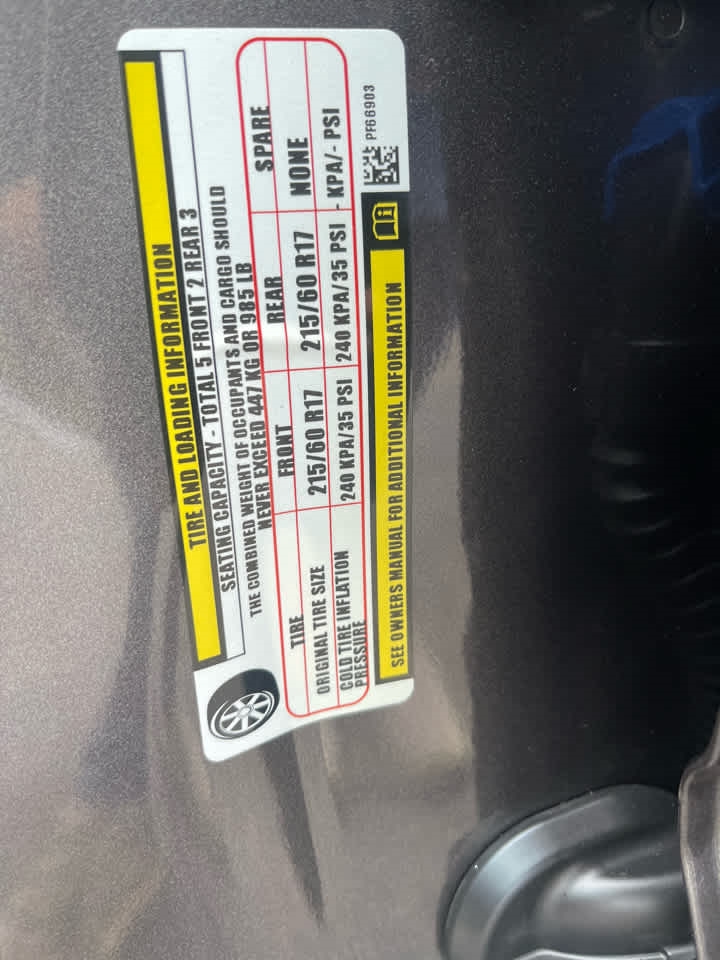 TIRE AND LOADING INFORMATION
SEATING CAPACITY - TOTAL 5 FRONT 2 REAR 3
THE COMBINED WEIGHT OF OCCUPANTS AND CARGO SHOULD
NEVER EXCEED 447 KG OR 985 LB
TIRE FRONT REAR SPARE
ORIGINAL TIRE SIZE 215/60 R17 215/60 R17 NONE
COLD TIRE INFLATION PRESSURE 240 KPA/35 PSI 240 KPA/35 PSI - KPA/- PSI
SEE OWNERS MANUAL FOR ADDITIONAL INFORMATION
PF66903